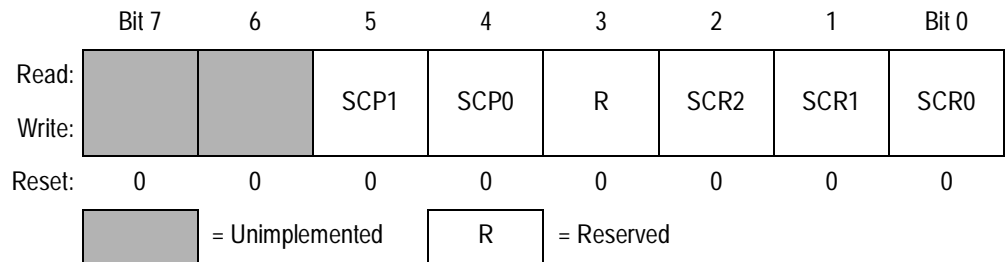 Bit 7 6 5 4 3 2 1 Bit 0
Read:
SCP1 SCP0 R SCR2 SCR1 SCR0
Write:
Reset: 0 0 0 0 0 0 0 0
= Unimplemented R = Reserved